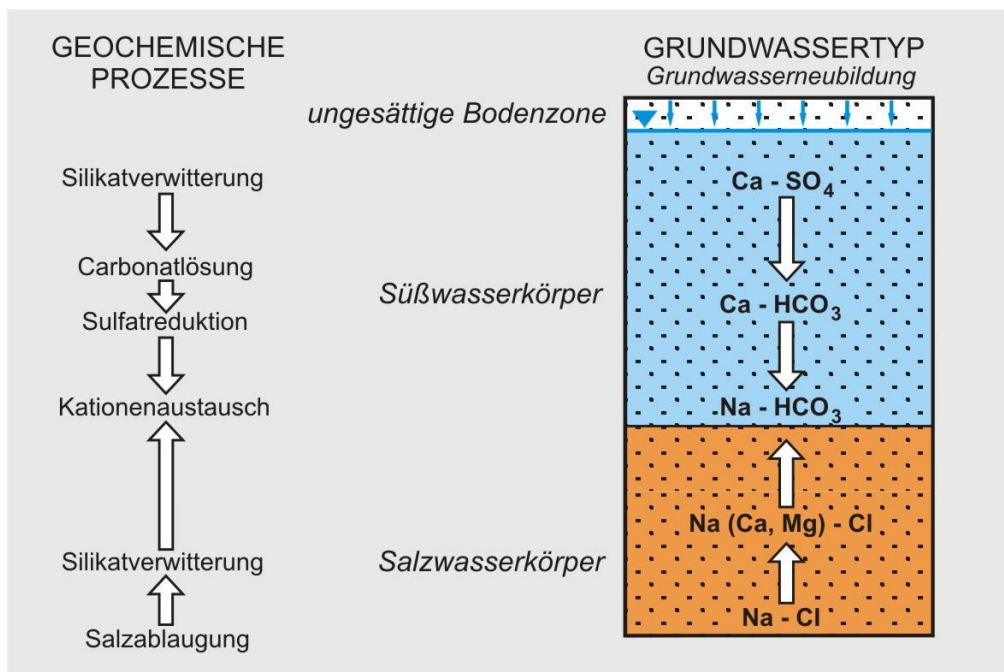 GEOCHEMISCHE
PROZESSE
GRUNDWASSERTYP
Grundwasserneubildung
ungesättige Bodenzone
Silikatverwitterung
Ca - SO₄
Carbonatlösung
Süßwasserkörper
Ca - HCO₃
Sulfatreduktion
Kationenaustausch
Na - HCO₃
Na (Ca, Mg) - Cl
Silikatverwitterung
Salzwasserkörper
Na - Cl
Salzablaugung